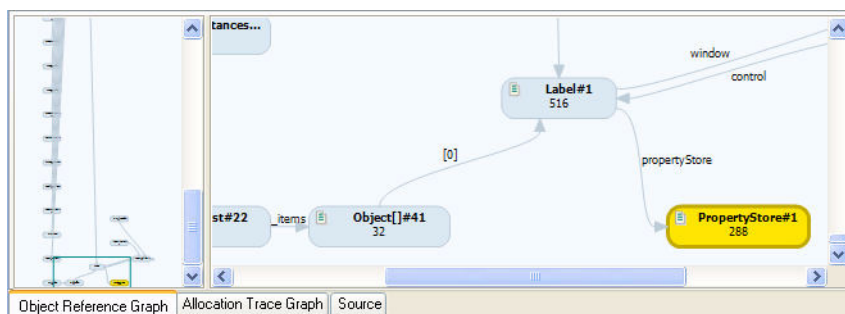 tances...
window
control
Label#1
516
[0]
propertyStore
st#22
_items
Object[]#41
32
PropertyStore#1
288
Object Reference Graph
Allocation Trace Graph
Source